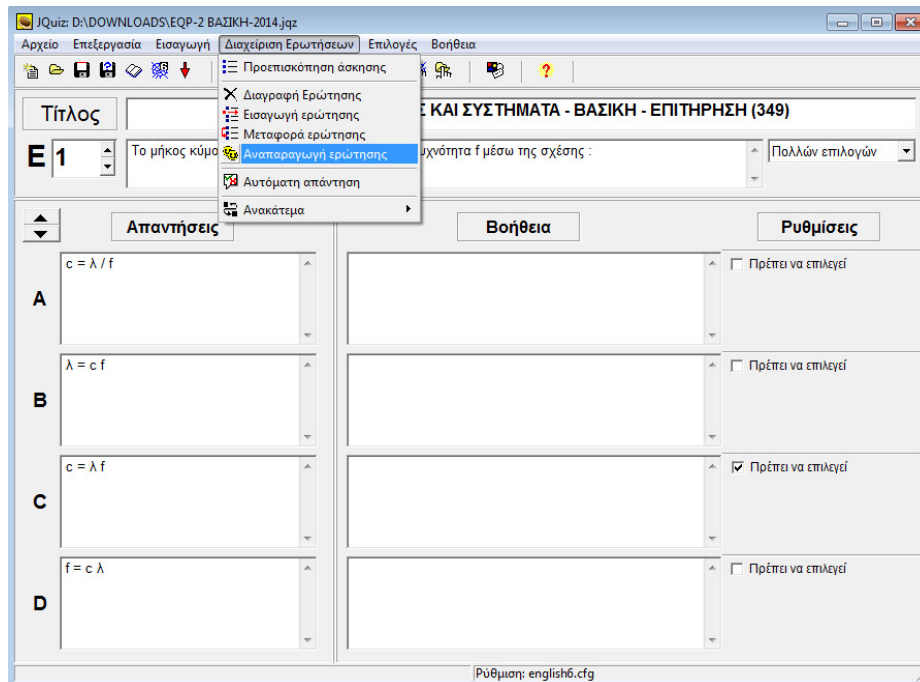 JQuiz: D:\DOWNLOADS\EQP-2 ΒΑΣΙΚΗ-2014.jqz
Αρχείο Επεξεργασία Εισαγωγή Διαχείριση Ερωτήσεων Επιλογές Βοήθεια
Προεπισκόπηση άσκησης
Διαγραφή Ερώτησης
Εισαγωγή ερώτησης
Μεταφορά ερώτησης
Αναπαραγωγή ερώτησης
Αυτόματη απάντηση
Ανακάτεμα
Τίτλος ΚΑΙ ΣΥΣΤΗΜΑΤΑ - ΒΑΣΙΚΗ - ΕΠΙΤΗΡΗΣΗ (349)
Ε 1 Το μήκος f μέσω της σχέσης : Πολλών επιλογών
Απαντήσεις Βοήθεια Ρυθμίσεις
A c = λ / f Πρέπει να επιλεγεί
B λ = c f Πρέπει να επιλεγεί
C c = λ f Πρέπει να επιλεγεί
D f = c λ Πρέπει να επιλεγεί
Ρύθμιση: english6.cfg